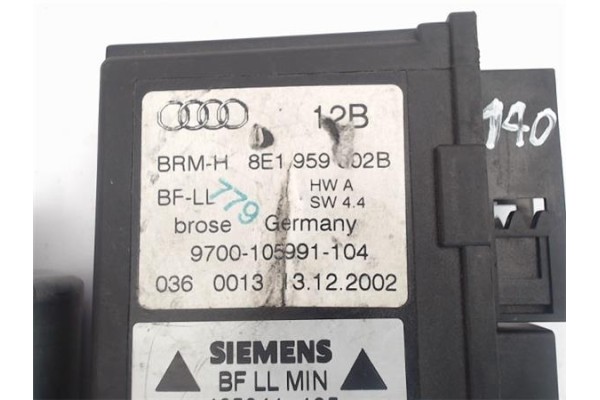 12B
BRM-H 8E1 959 02B
BF-LL HW A
SW 4.4
779
brose Germany
9700-105991-104
036 0013 13.12.2002
140
SIEMENS
BF LL MIN